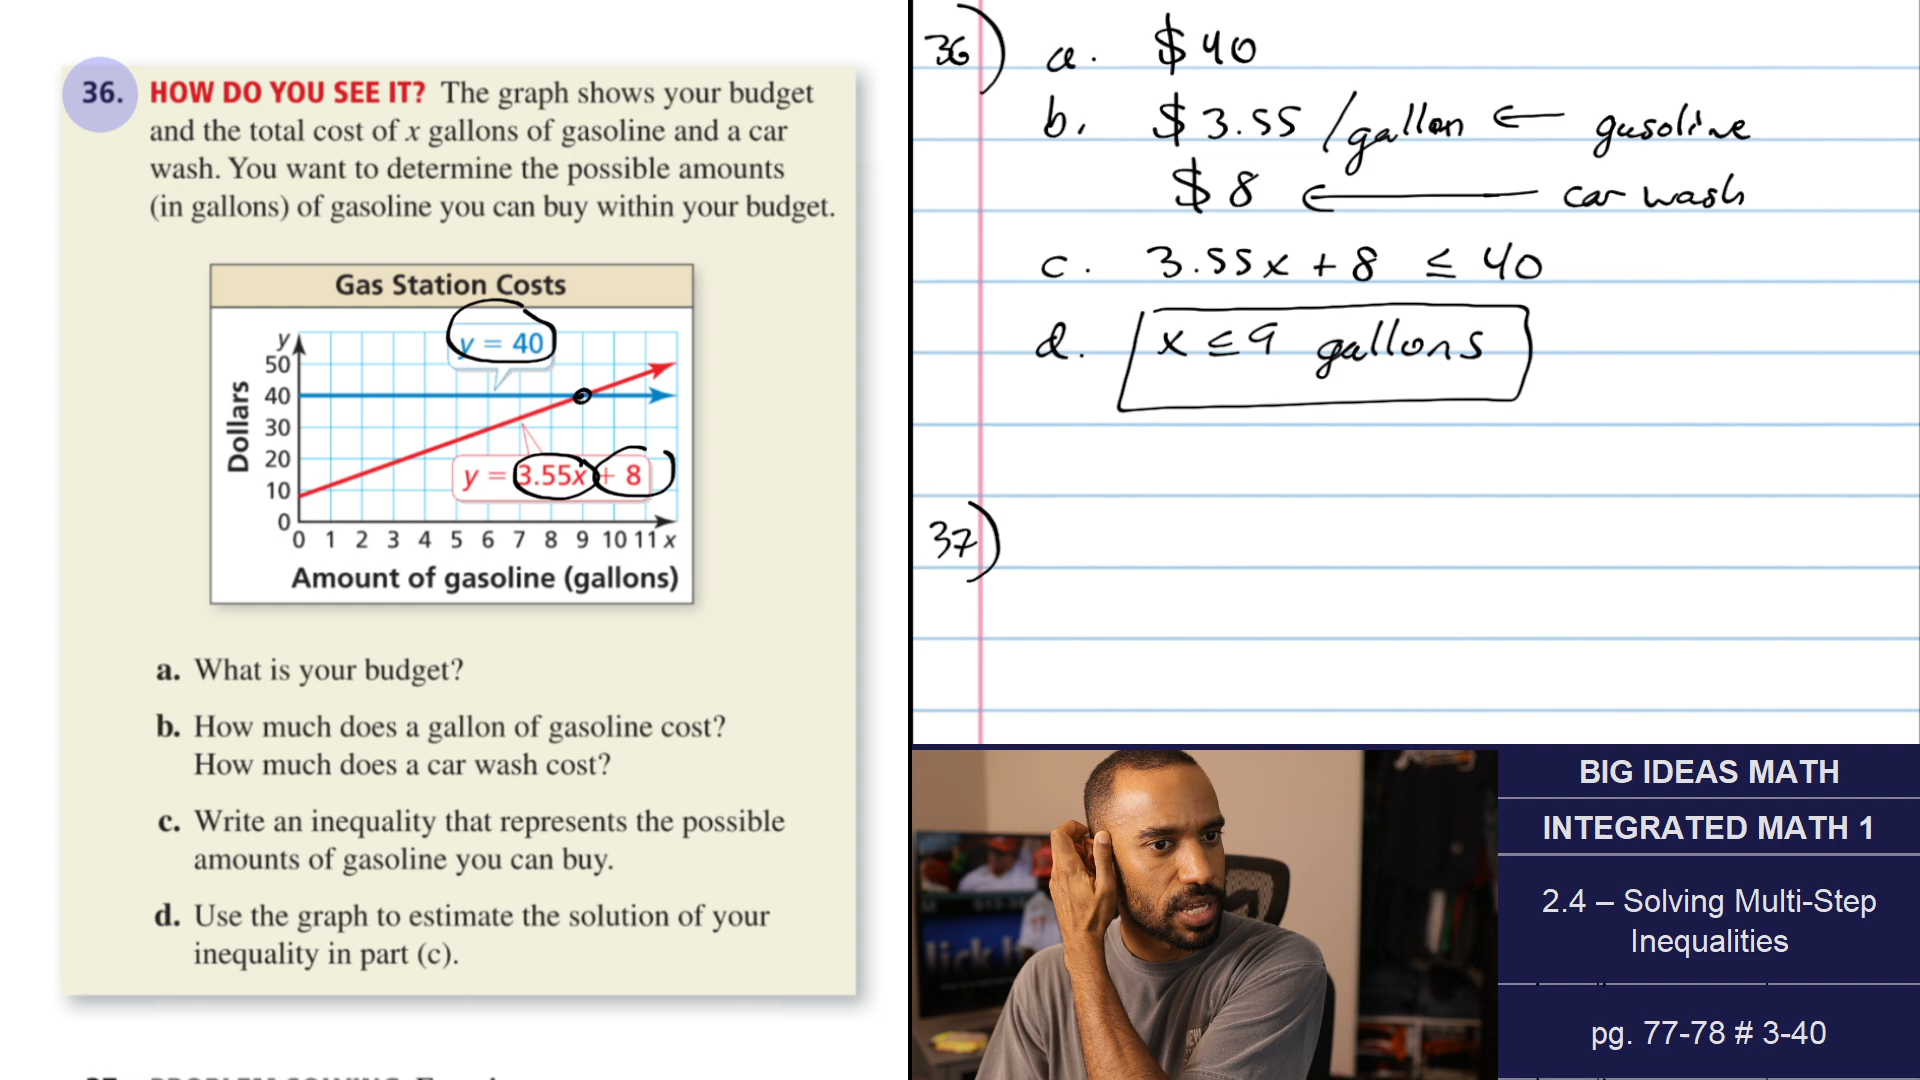 36. HOW DO YOU SEE IT? The graph shows your budget
and the total cost of x gallons of gasoline and a car
wash. You want to determine the possible amounts
(in gallons) of gasoline you can buy within your budget.
Gas Station Costs
y
50
40
30
20
10
0
Dollars
y = 40
y = 3.55x + 8
0 1 2 3 4 5 6 7 8 9 10 11 x
Amount of gasoline (gallons)
a. What is your budget?
b. How much does a gallon of gasoline cost?
How much does a car wash cost?
c. Write an inequality that represents the possible
amounts of gasoline you can buy.
d. Use the graph to estimate the solution of your
inequality in part (c).
36) a. $40
b. $3.55 /gallon ← gasoline
$8 ← car wash
c. 3.55x + 8 ≤ 40
d. x ≤ 9 gallons
37)
BIG IDEAS MATH
INTEGRATED MATH 1
2.4 – Solving Multi-Step
Inequalities
pg. 77-78 # 3-40